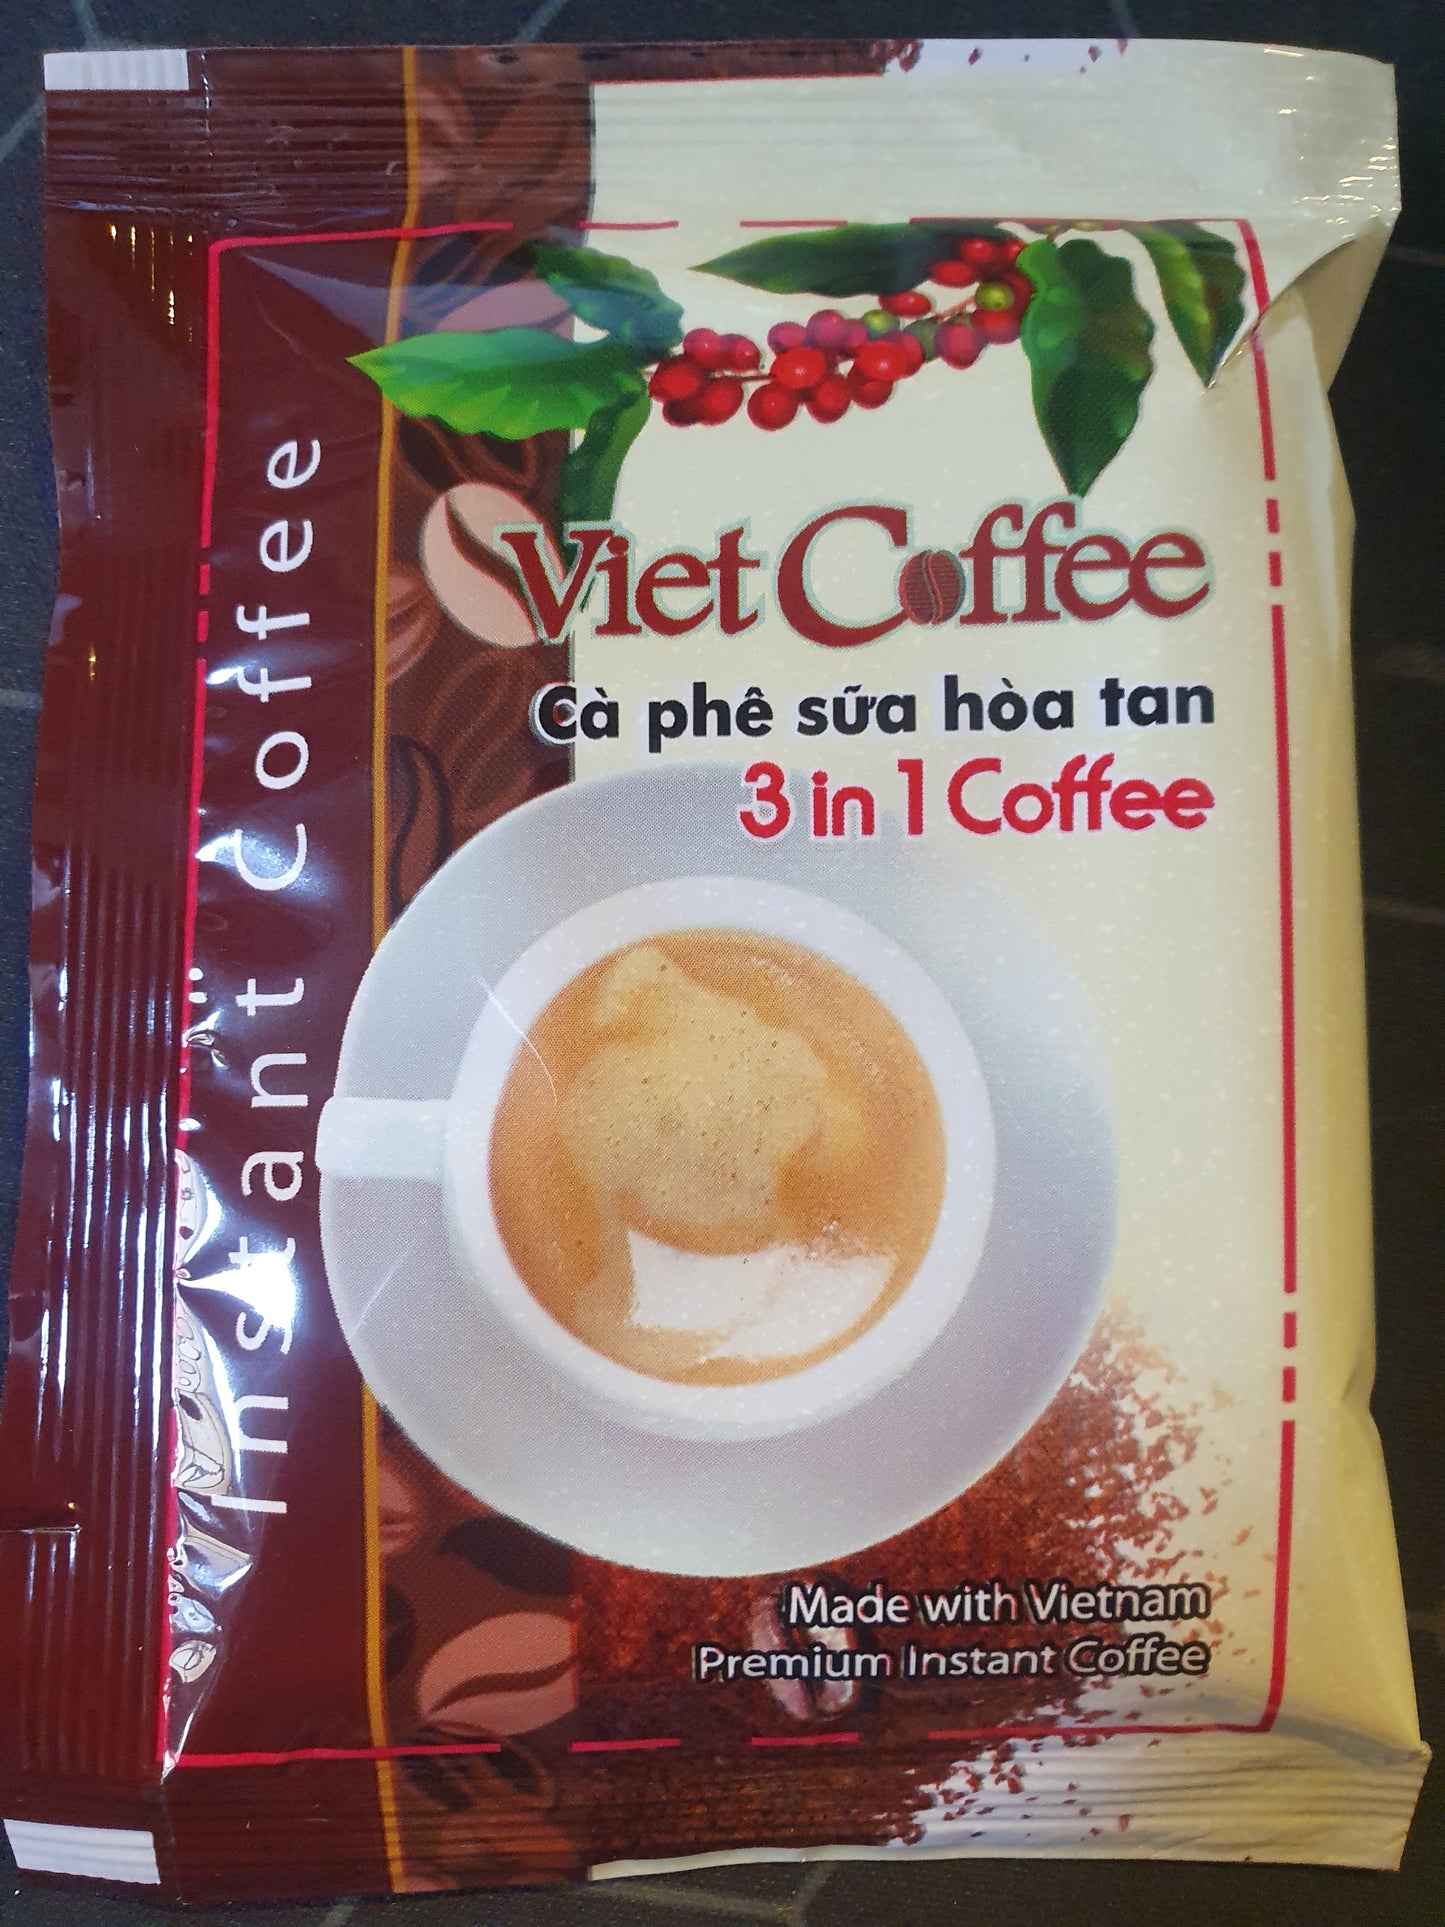 Instant Coffee
Viet Coffee
Cà phê sữa hòa tan
3 in 1 Coffee
Made with Vietnam
Premium Instant Coffee